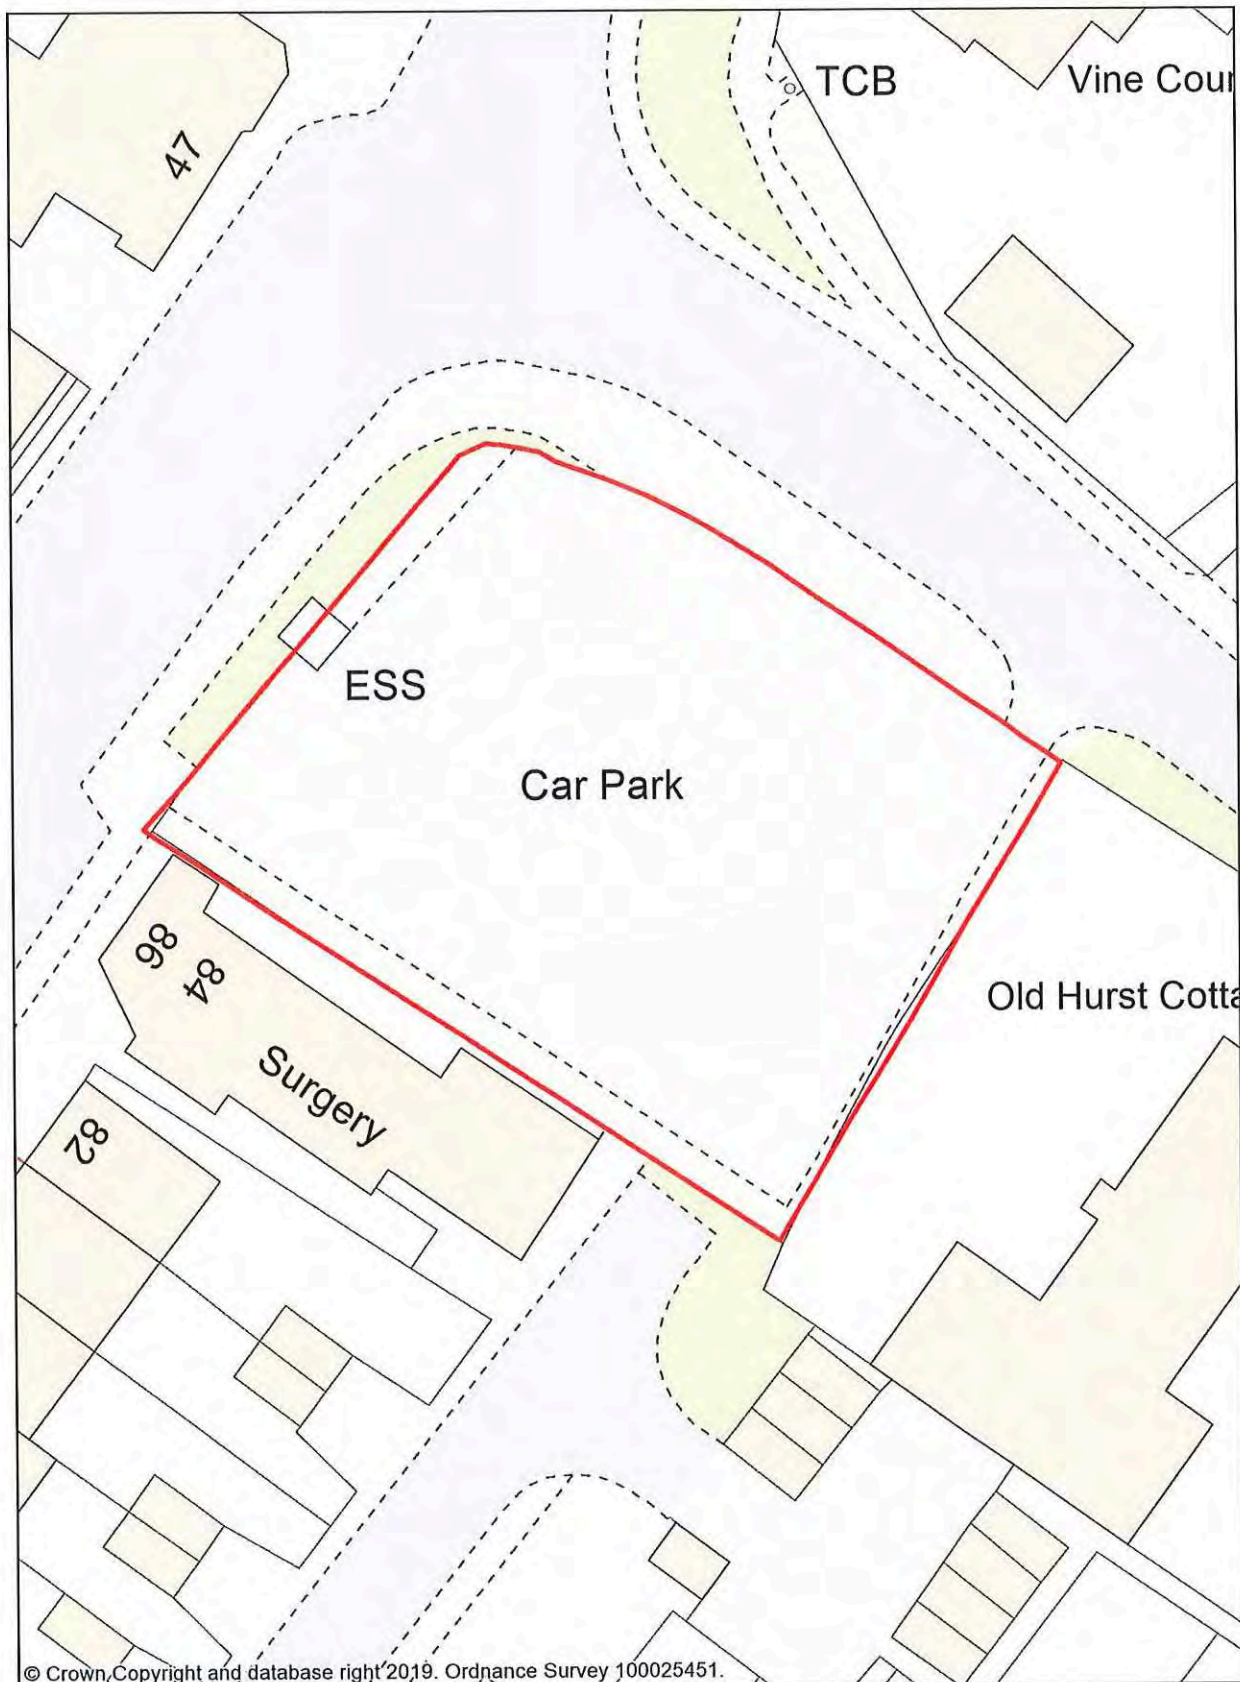 TCB
Vine Cour
47
ESS
Car Park
86
84
Old Hurst Cotta
Surgery
82
© Crown Copyright and database right 2019. Ordnance Survey 100025451.